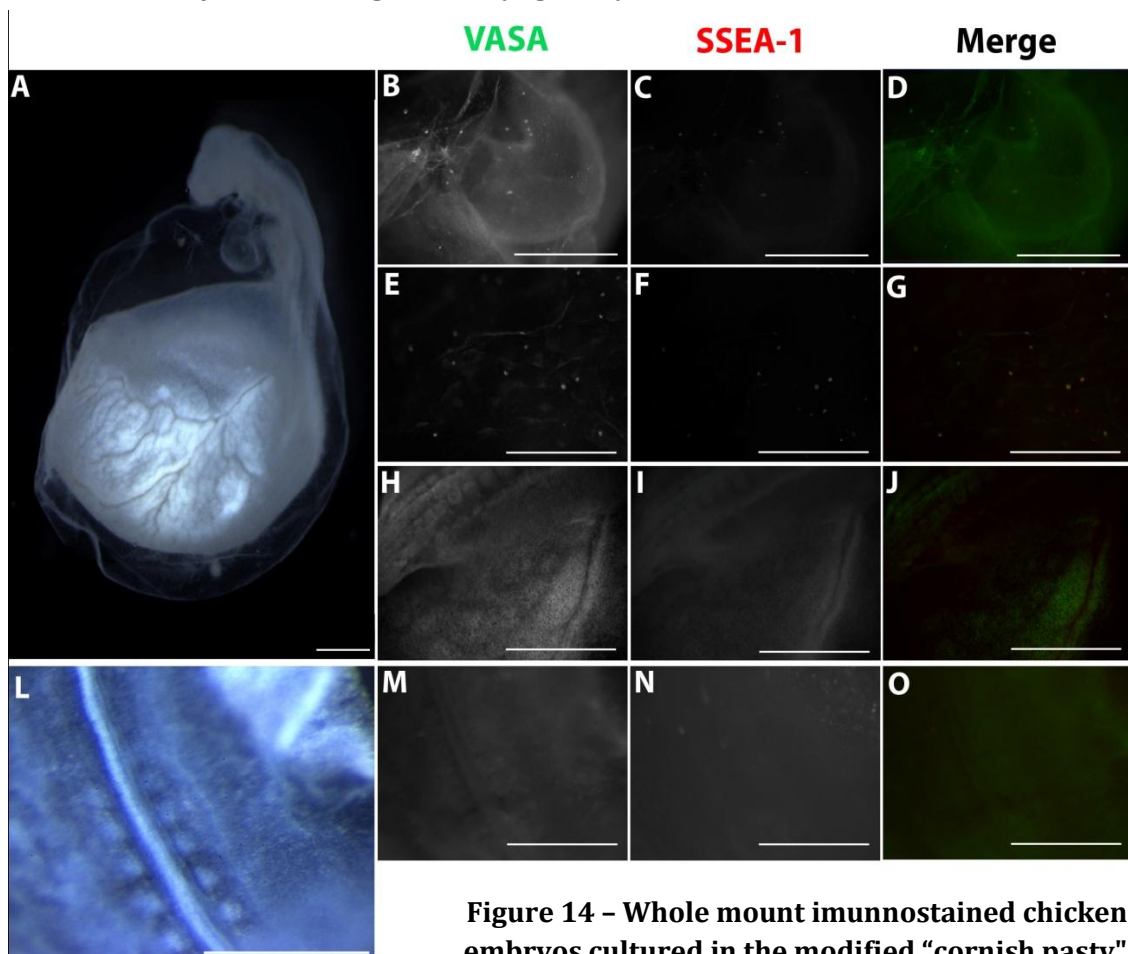 VASA SSEA-1 Merge
A B C D
E F G
H I J
L M N O
Figure 14 – Whole mount imunnostained chicken
embryos cultured in the modified “cornish pasty"